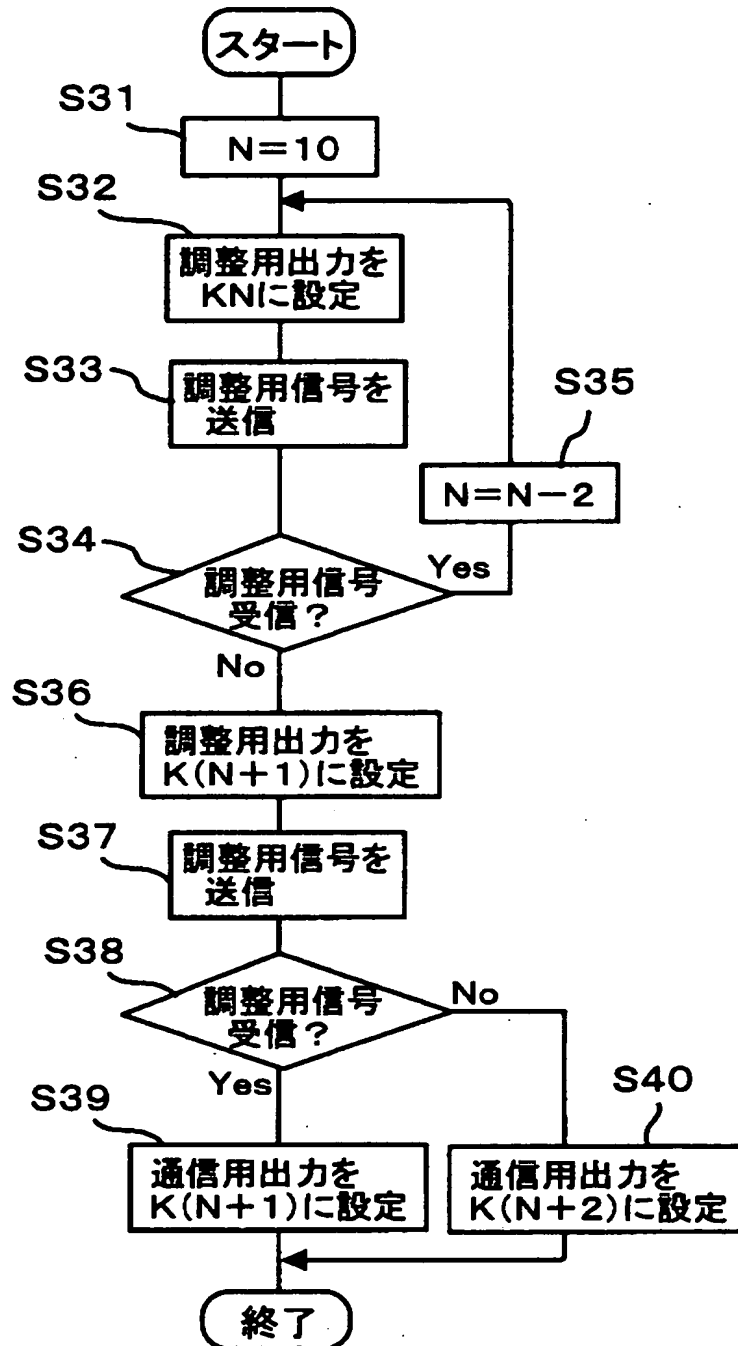 スタート
S31
N=10
S32
調整用出力を
KNに設定
S33
調整用信号を
送信
S35
N=N-2
S34
調整用信号
受信?
Yes
No
S36
調整用出力を
K(N+1)に設定
S37
調整用信号を
送信
S38
調整用信号
受信?
No
Yes
S39
通信用出力を
K(N+1)に設定
S40
通信用出力を
K(N+2)に設定
終了